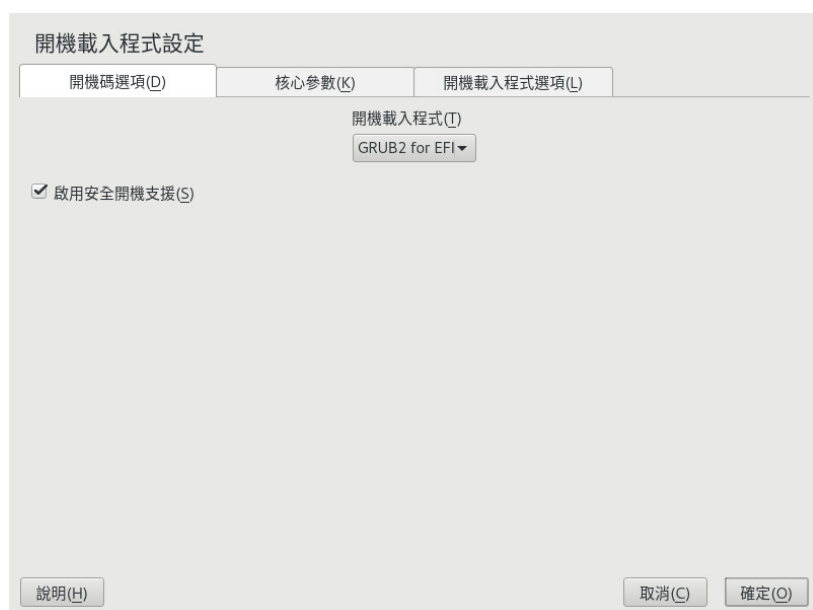 開機載入程式設定
開機碼選項(D)
核心參數(K)
開機載入程式選項(L)
開機載入程式(T)
GRUB2 for EFI
啟用安全開機支援(S)
說明(H)
取消(C)
確定(O)